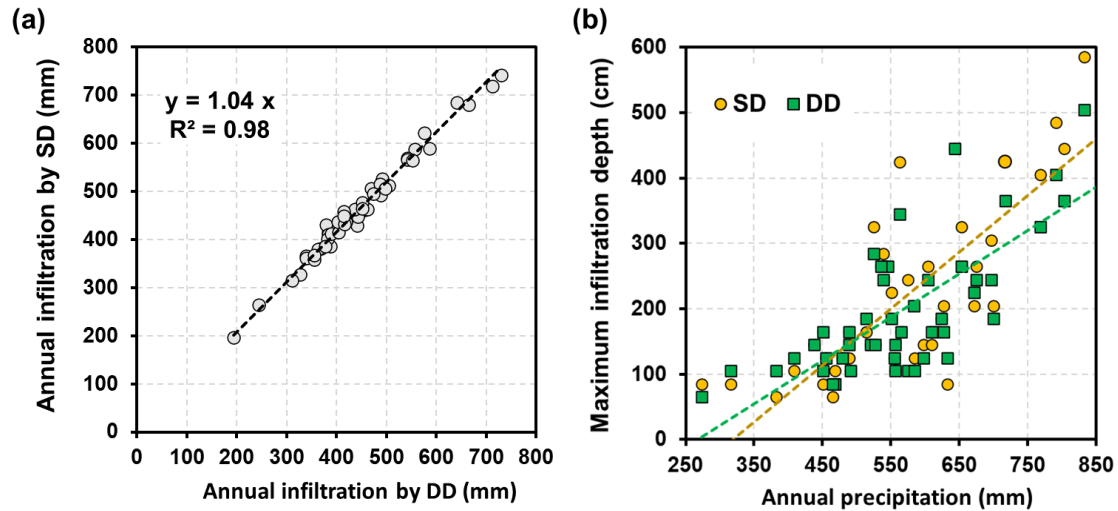 (a)
800
700
600
500
400
300
200
100
0
Annual infiltration by SD (mm)
y = 1.04 x
R² = 0.98
0 100 200 300 400 500 600 700 800
Annual infiltration by DD (mm)
(b)
600
500
400
300
200
100
0
Maximum infiltration depth (cm)
SD DD
250 350 450 550 650 750 850
Annual precipitation (mm)